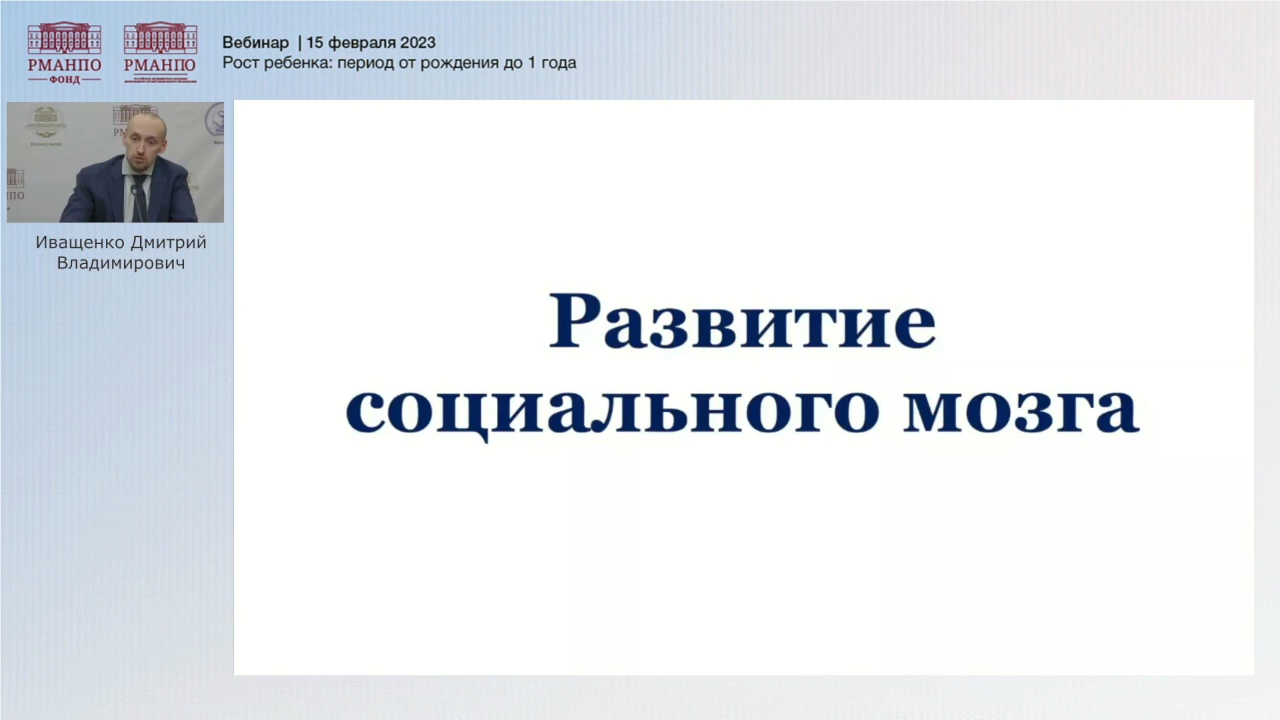 РМАНПО
ФОНД
РМАНПО
Вебинар | 15 февраля 2023
Рост ребенка: период от рождения до 1 года
Иващенко Дмитрий
Владимирович
Развитие
социального мозга